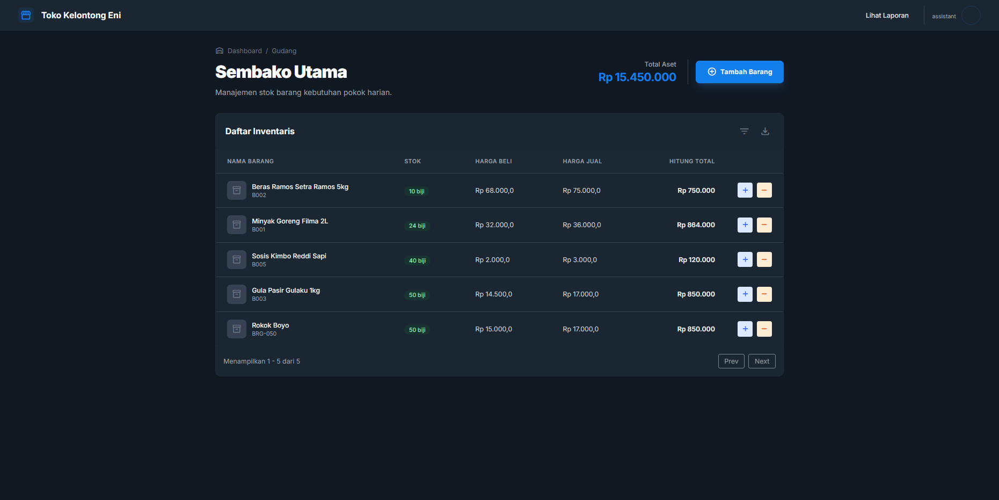 Toko Kelontong Eni
Lihat Laporan
assistant
Dashboard / Gudang
Sembako Utama
Manajemen stok barang kebutuhan pokok harian.
Total Aset
Rp 15.450.000
Tambah Barang
Daftar Inventaris
NAMA BARANG STOK HARGA BELI HARGA JUAL HITUNG TOTAL
Beras Ramos Setra Ramos 5kg
B002
10 biji Rp 68.000,0 Rp 75.000,0 Rp 750.000 + −
Minyak Goreng Filma 2L
B001
24 biji Rp 32.000,0 Rp 36.000,0 Rp 864.000 + −
Sosis Kimbo Reddi Sapi
B005
40 biji Rp 2.000,0 Rp 3.000,0 Rp 120.000 + −
Gula Pasir Gulaku 1kg
B003
50 biji Rp 14.500,0 Rp 17.000,0 Rp 850.000 + −
Rokok Boyo
BRG-050
50 biji Rp 15.000,0 Rp 17.000,0 Rp 850.000 + −
Menampilkan 1 - 5 dari 5
Prev Next